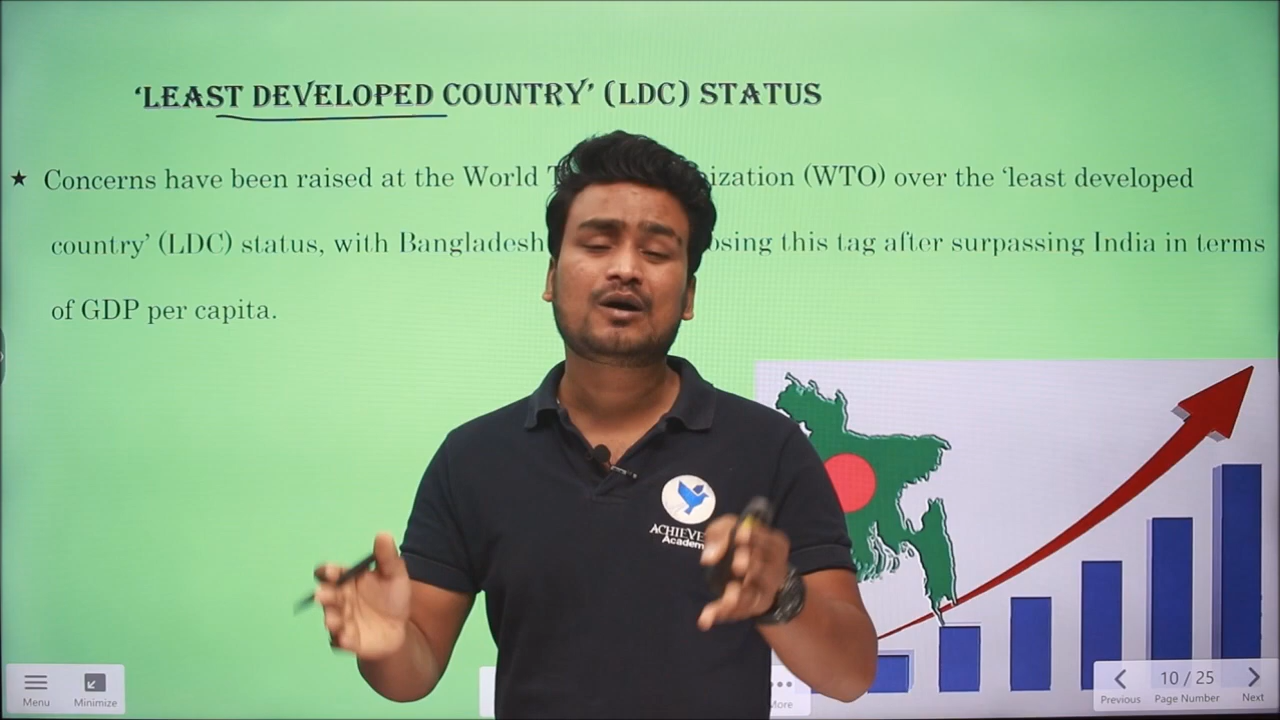 ‘LEAST DEVELOPED COUNTRY’ (LDC) STATUS
★ Concerns have been raised at the World ization (WTO) over the ‘least developed
country’ (LDC) status, with Bangladesh osing this tag after surpassing India in terms
of GDP per capita.
ACHIEVE
Academ
Menu
Minimize
More
Previous
10 / 25
Page Number
Next